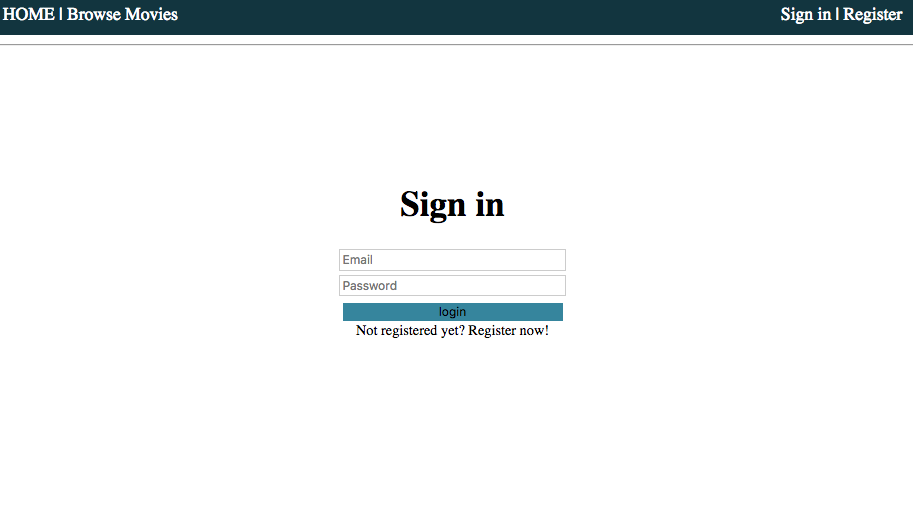 HOME | Browse Movies
Sign in | Register
Sign in
Email
Password
login
Not registered yet? Register now!